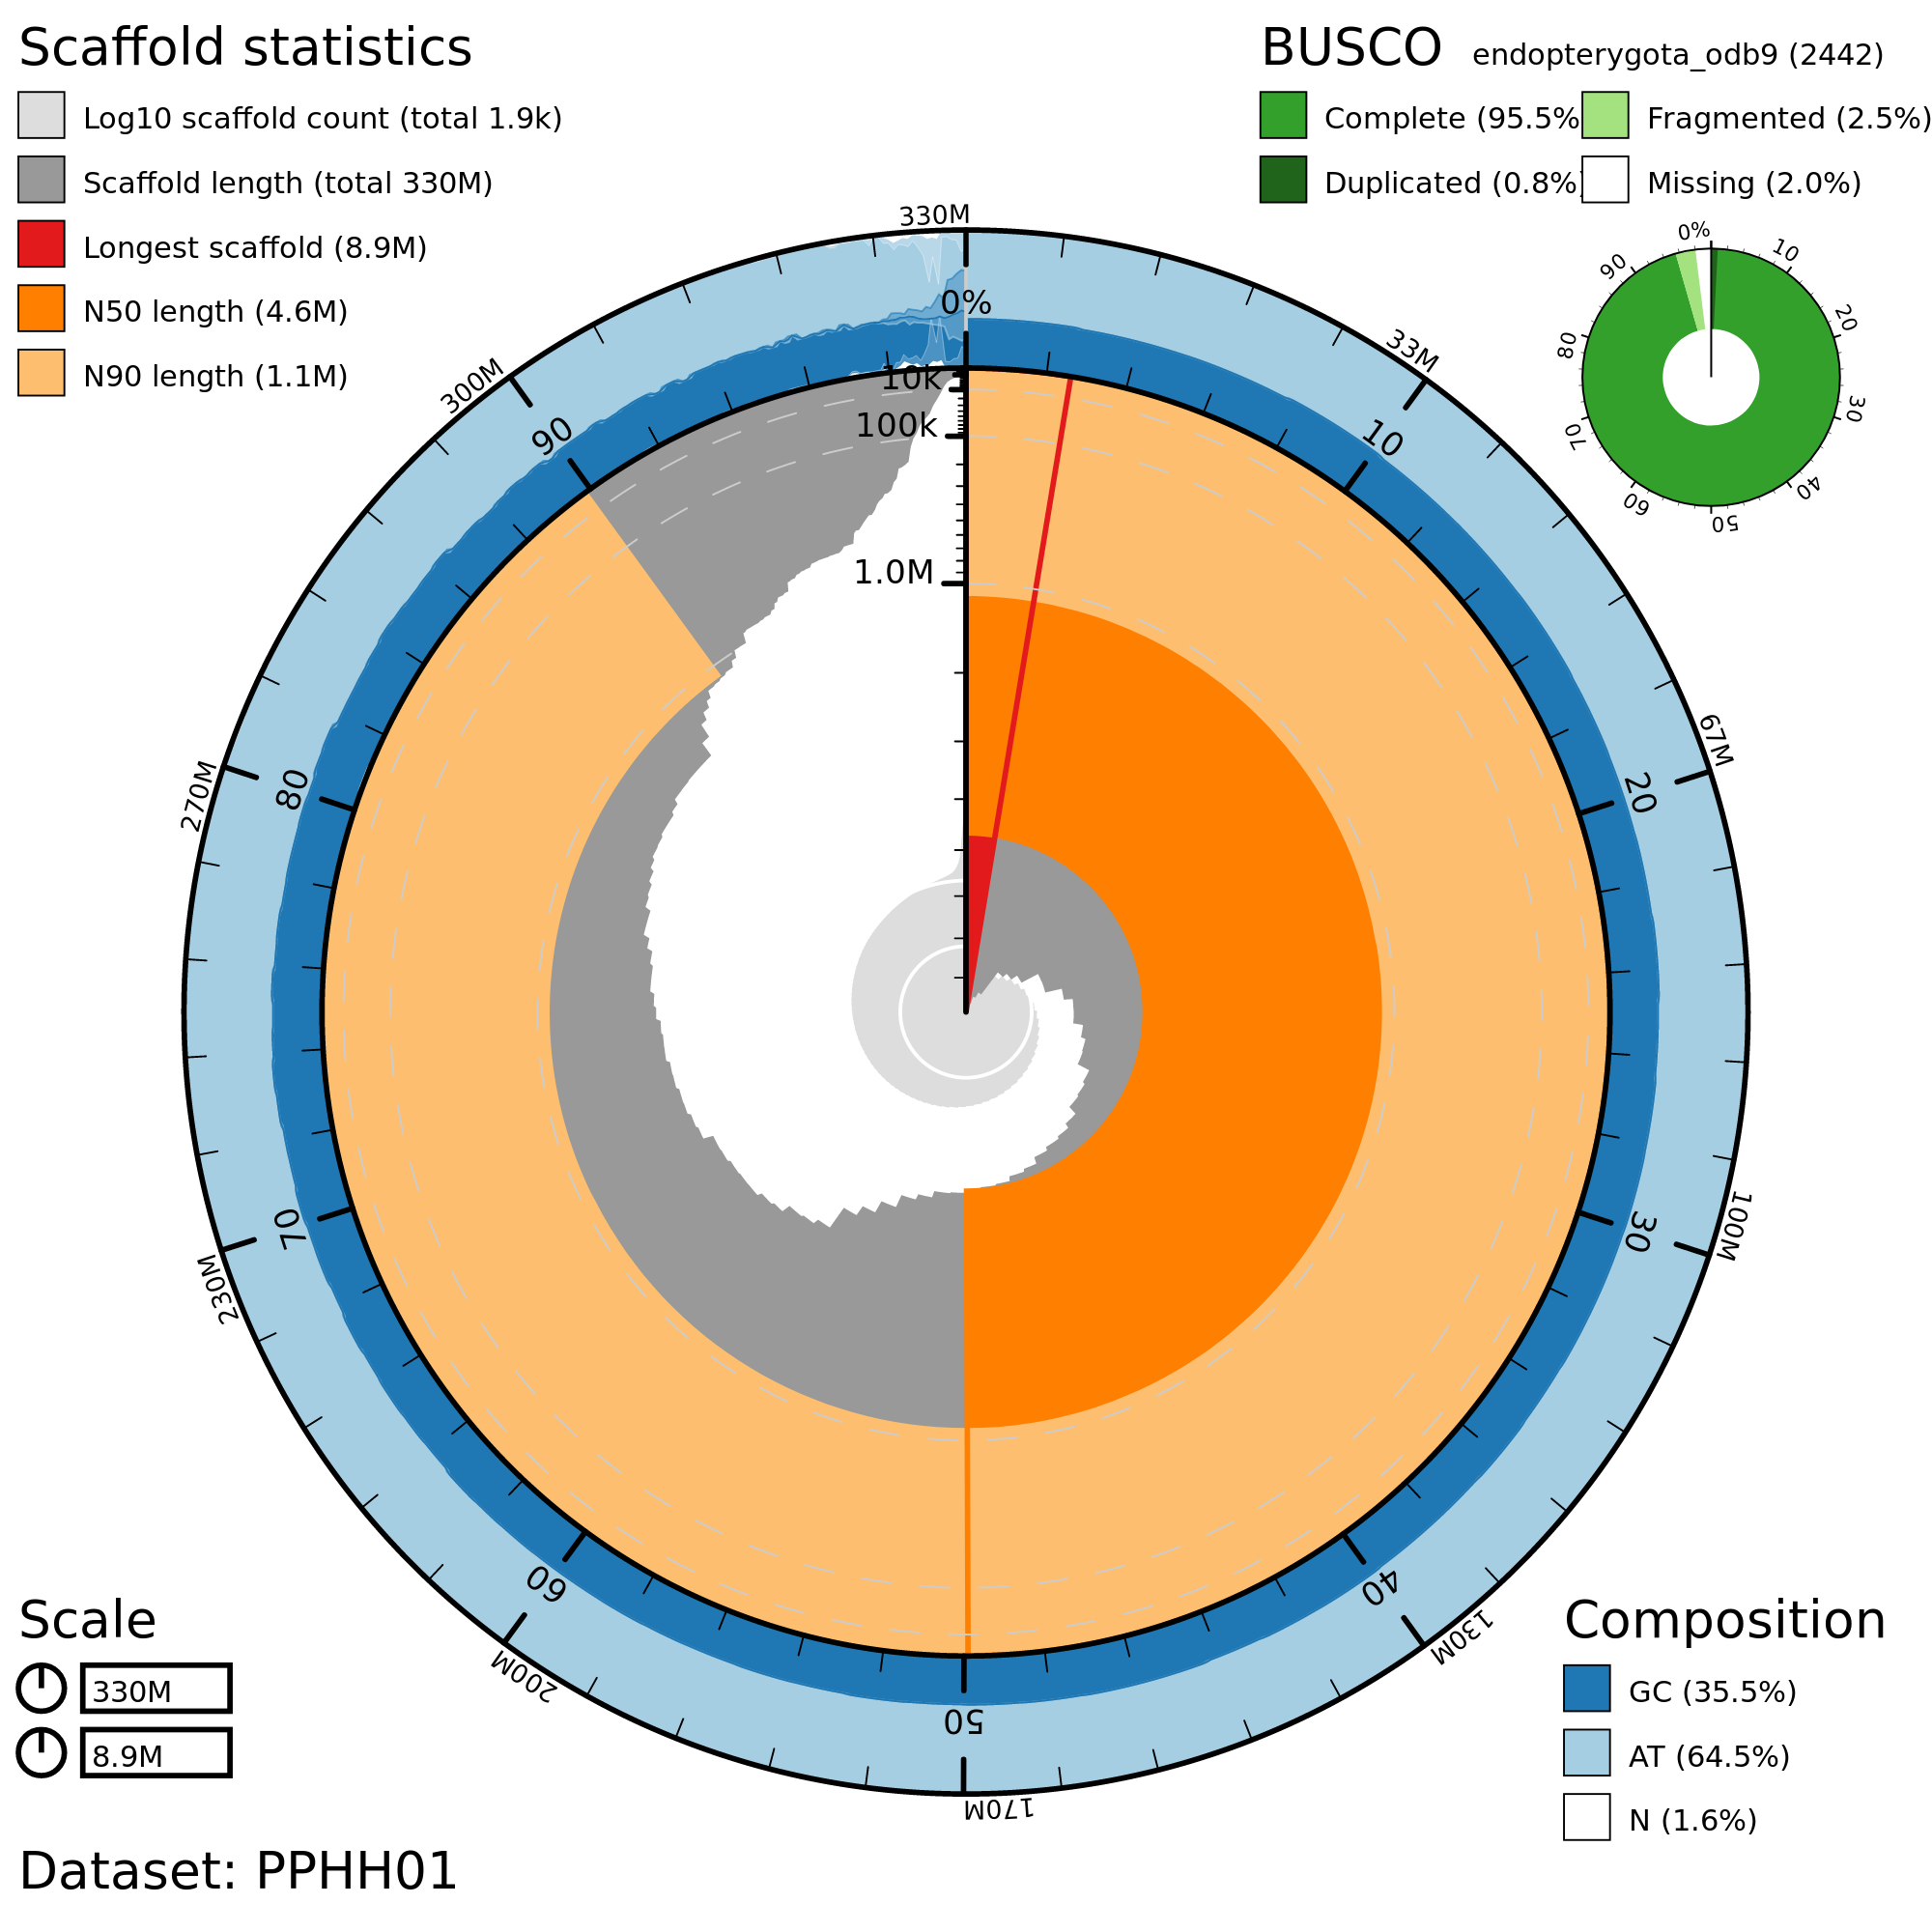 Scaffold statistics
Log10 scaffold count (total 1.9k)
Scaffold length (total 330M)
Longest scaffold (8.9M)
N50 length (4.6M)
N90 length (1.1M)
BUSCO endopterygota_odb9 (2442)
Complete (95.5%
Fragmented (2.5%)
Duplicated (0.8%)
Missing (2.0%)
0%
10
20
30
40
50
60
70
80
90
330M
33M
67M
100M
130M
170M
200M
230M
270M
300M
0%
10
20
30
40
50
60
70
80
90
10k
100k
1.0M
Scale
330M
8.9M
Composition
GC (35.5%)
AT (64.5%)
N (1.6%)
Dataset: PPHH01